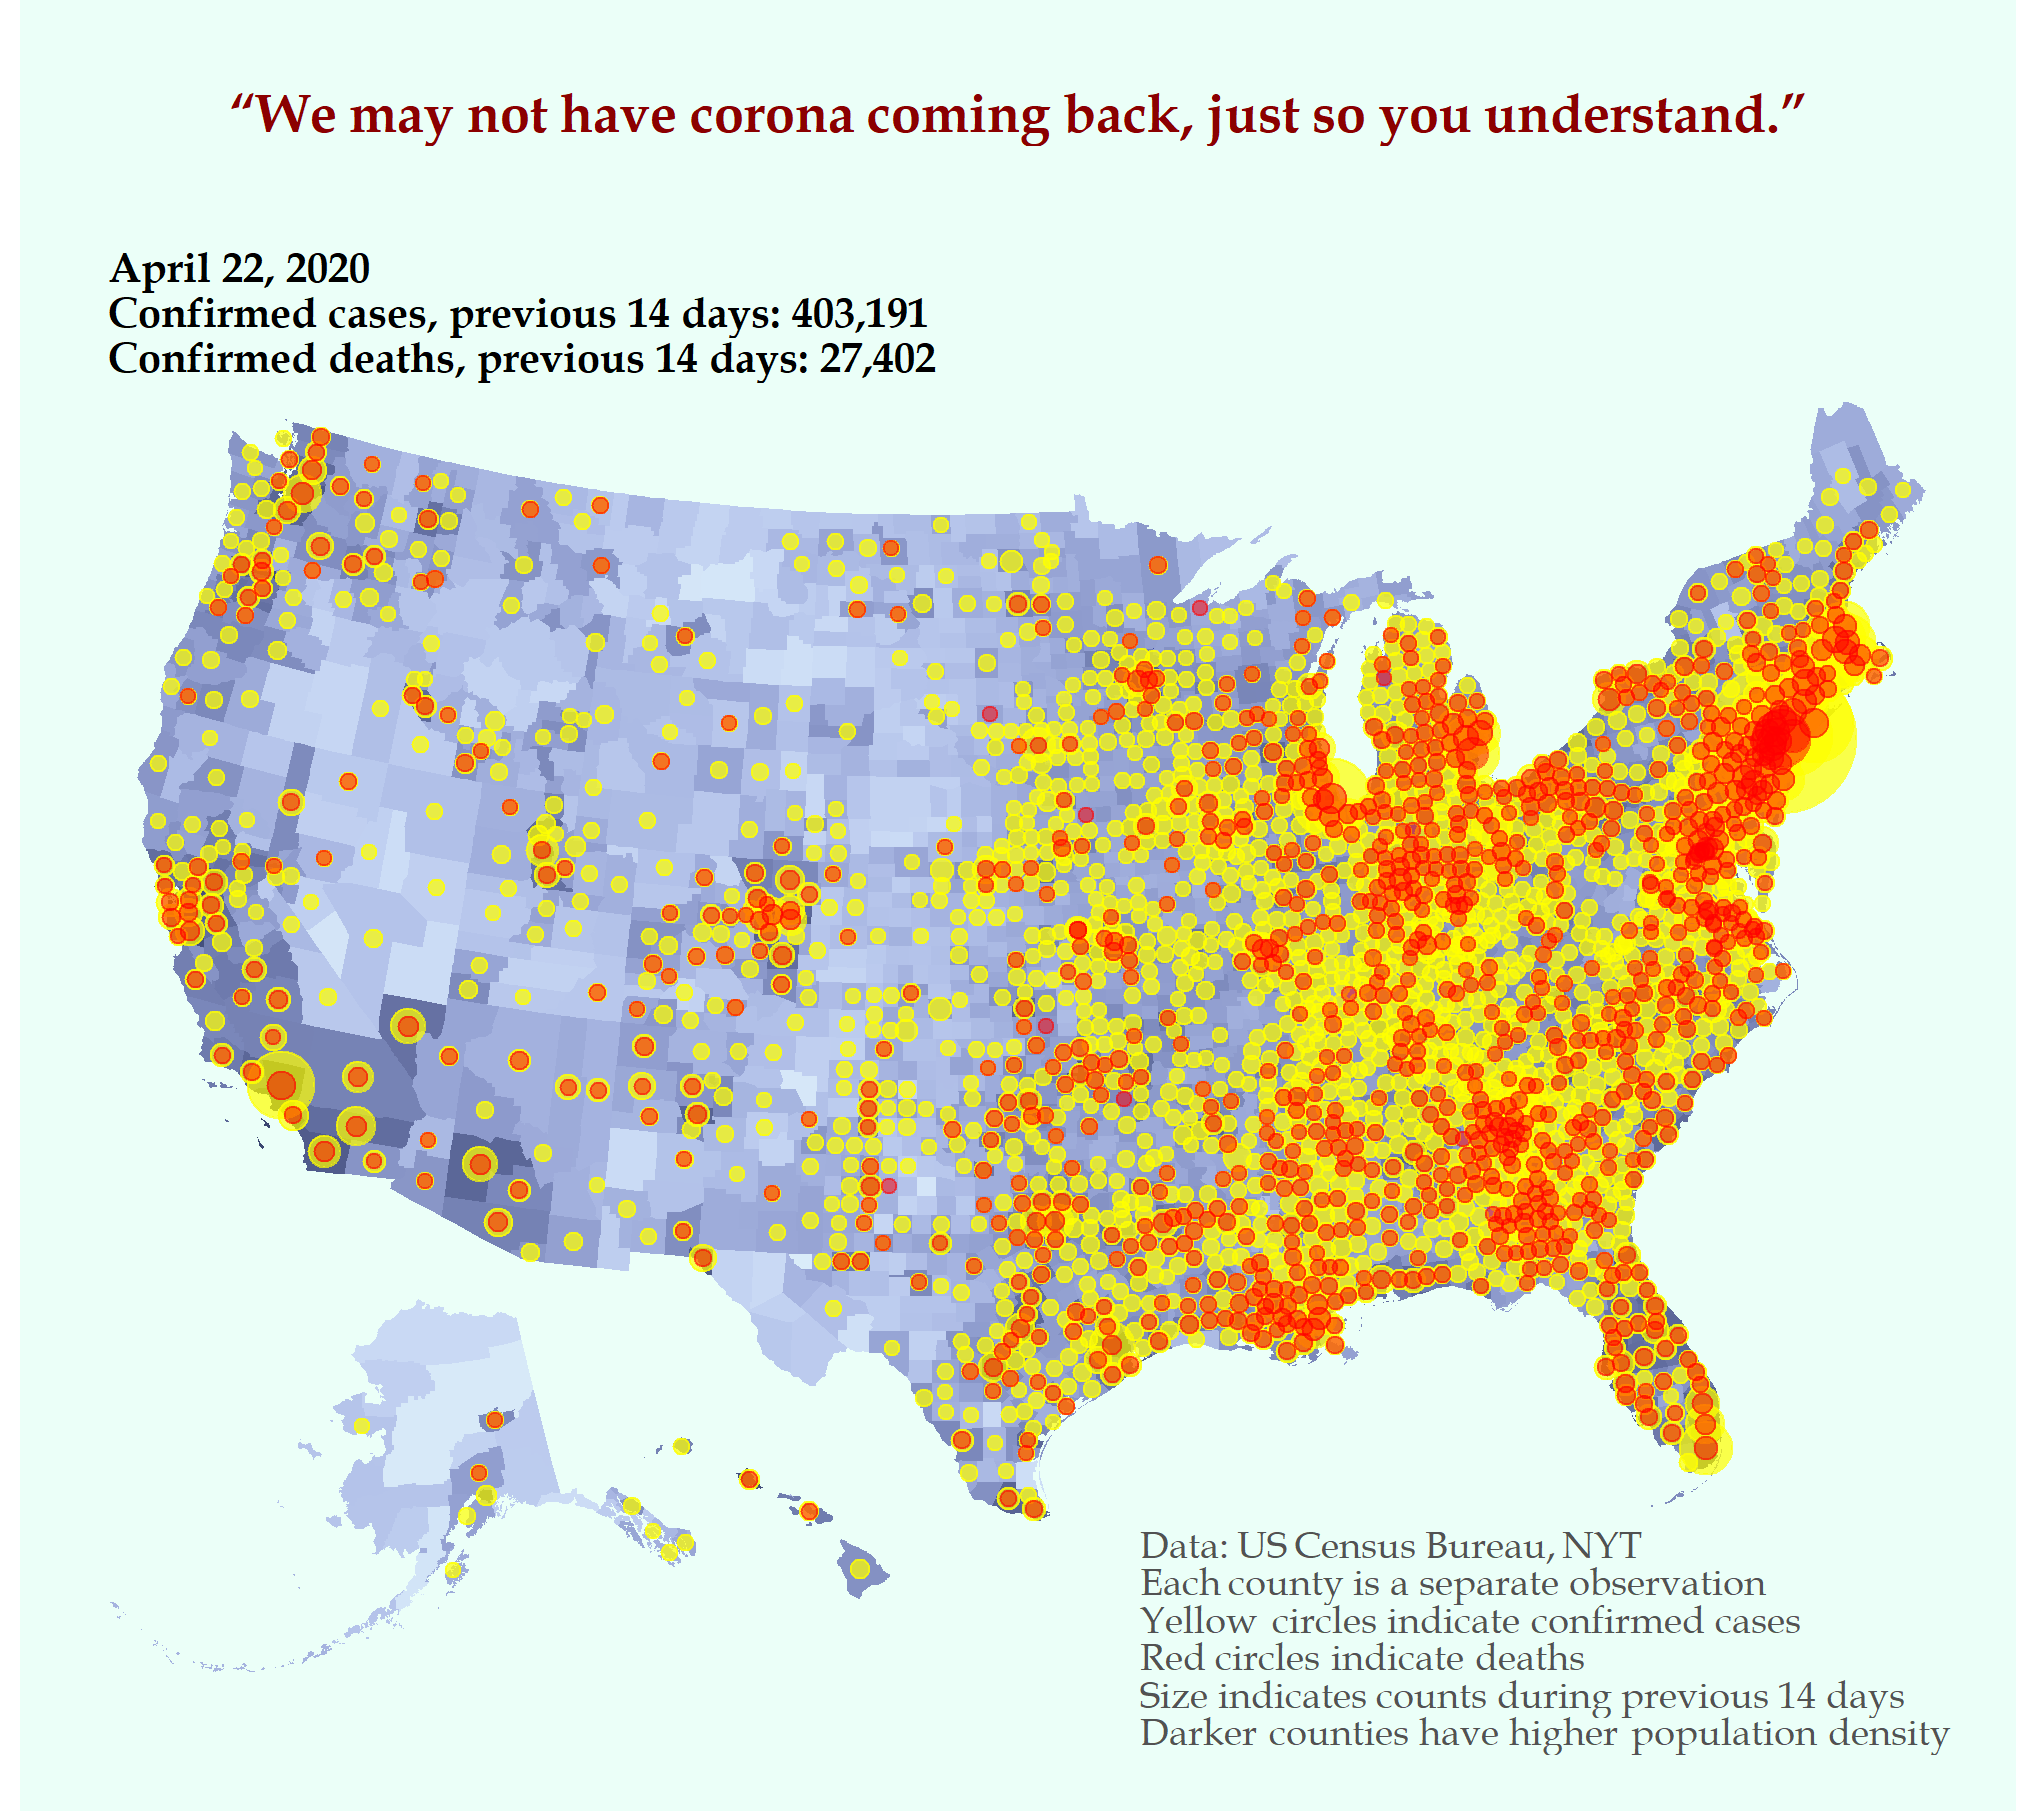 “We may not have corona coming back, just so you understand.”
April 22, 2020
Confirmed cases, previous 14 days: 403,191
Confirmed deaths, previous 14 days: 27,402
Data: US Census Bureau, NYT
Each county is a separate observation
Yellow circles indicate confirmed cases
Red circles indicate deaths
Size indicates counts during previous 14 days
Darker counties have higher population density